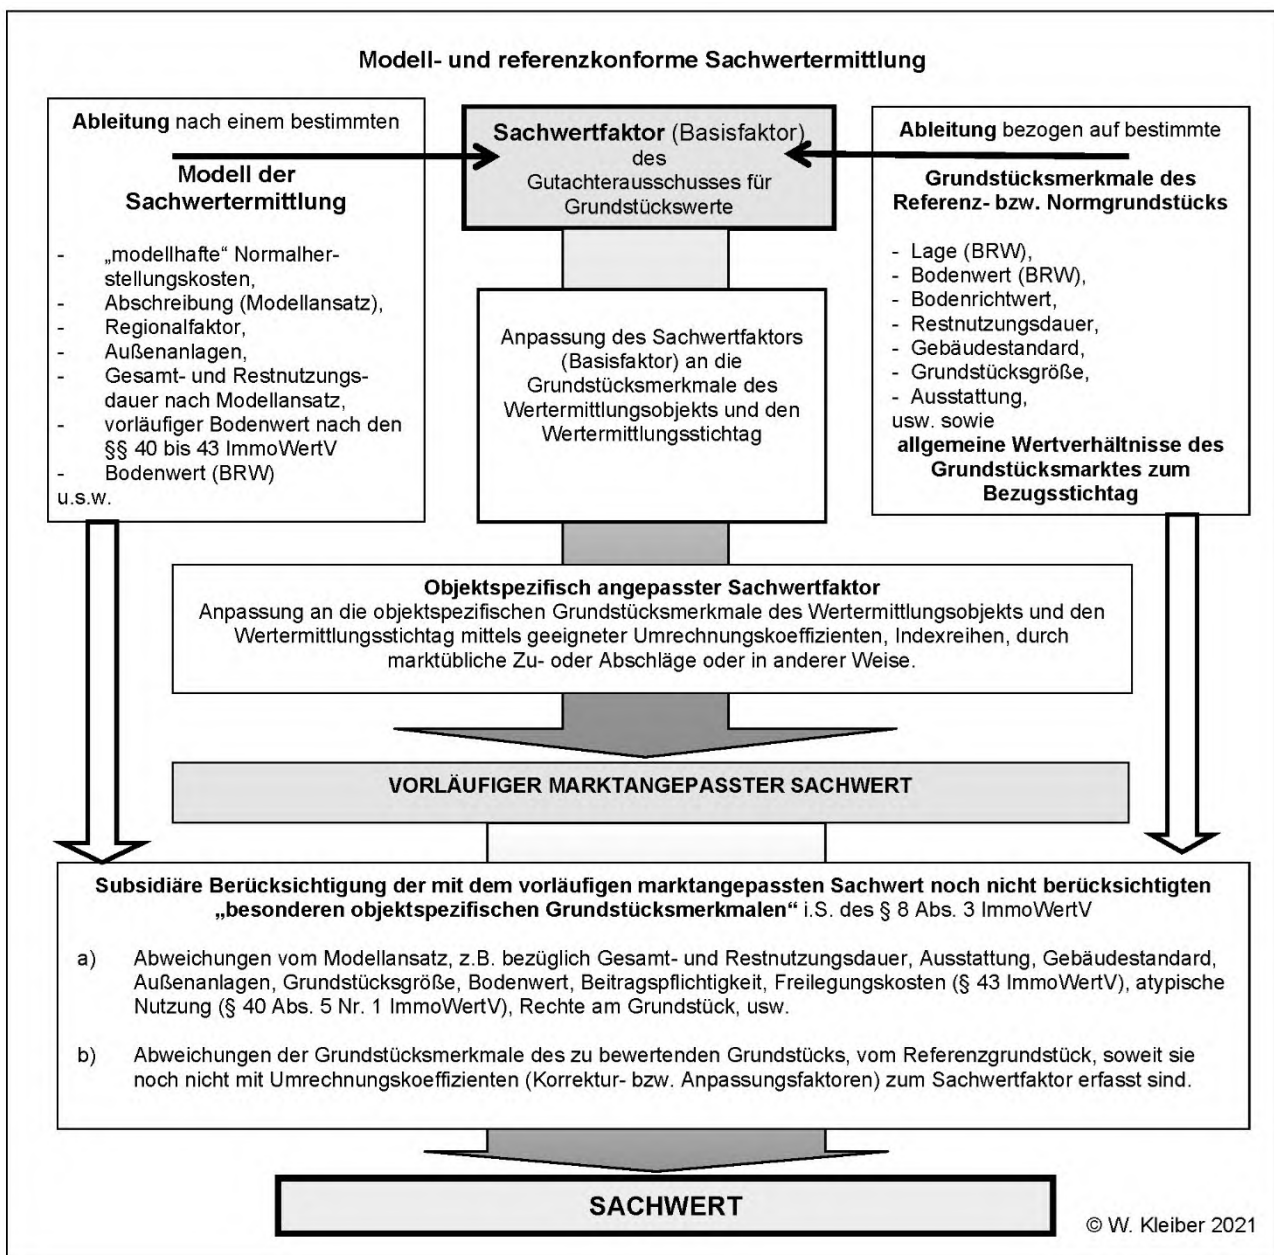 Modell- und referenzkonforme Sachwertermittlung
Ableitung nach einem bestimmten
Modell der
Sachwertermittlung
- „modellhafte“ Normalher-
stellungskosten,
- Abschreibung (Modellansatz),
- Regionalfaktor,
- Außenanlagen,
- Gesamt- und Restnutzungs-
dauer nach Modellansatz,
- vorläufiger Bodenwert nach den
§§ 40 bis 43 ImmoWertV
- Bodenwert (BRW)
u.s.w.
Sachwertfaktor (Basisfaktor)
des
Gutachterausschusses für
Grundstückswerte
Ableitung bezogen auf bestimmte
Grundstücksmerkmale des
Referenz- bzw. Normgrundstücks
- Lage (BRW),
- Bodenwert (BRW),
- Bodenrichtwert,
- Restnutzungsdauer,
- Gebäudestandard,
- Grundstücksgröße,
- Ausstattung,
usw. sowie
allgemeine Wertverhältnisse des
Grundstücksmarktes zum
Bezugsstichtag
Anpassung des Sachwertfaktors
(Basisfaktor) an die
Grundstücksmerkmale des
Wertermittlungsobjekts und den
Wertermittlungsstichtag
Objektspezifisch angepasster Sachwertfaktor
Anpassung an die objektspezifischen Grundstücksmerkmale des Wertermittlungsobjekts und den
Wertermittlungsstichtag mittels geeigneter Umrechnungskoeffizienten, Indexreihen, durch
marktübliche Zu- oder Abschläge oder in anderer Weise.
VORLÄUFIGER MARKTANGEPASSTER SACHWERT
Subsidiäre Berücksichtigung der mit dem vorläufigen marktangepassten Sachwert noch nicht berücksichtigten
„besonderen objektspezifischen Grundstücksmerkmalen“ i.S. des § 8 Abs. 3 ImmoWertV
a) Abweichungen vom Modellansatz, z.B. bezüglich Gesamt- und Restnutzungsdauer, Ausstattung, Gebäudestandard,
Außenanlagen, Grundstücksgröße, Bodenwert, Beitragspflichtigkeit, Freilegungskosten (§ 43 ImmoWertV), atypische
Nutzung (§ 40 Abs. 5 Nr. 1 ImmoWertV), Rechte am Grundstück, usw.
b) Abweichungen der Grundstücksmerkmale des zu bewertenden Grundstücks, vom Referenzgrundstück, soweit sie
noch nicht mit Umrechnungskoeffizienten (Korrektur- bzw. Anpassungsfaktoren) zum Sachwertfaktor erfasst sind.
SACHWERT
© W. Kleiber 2021